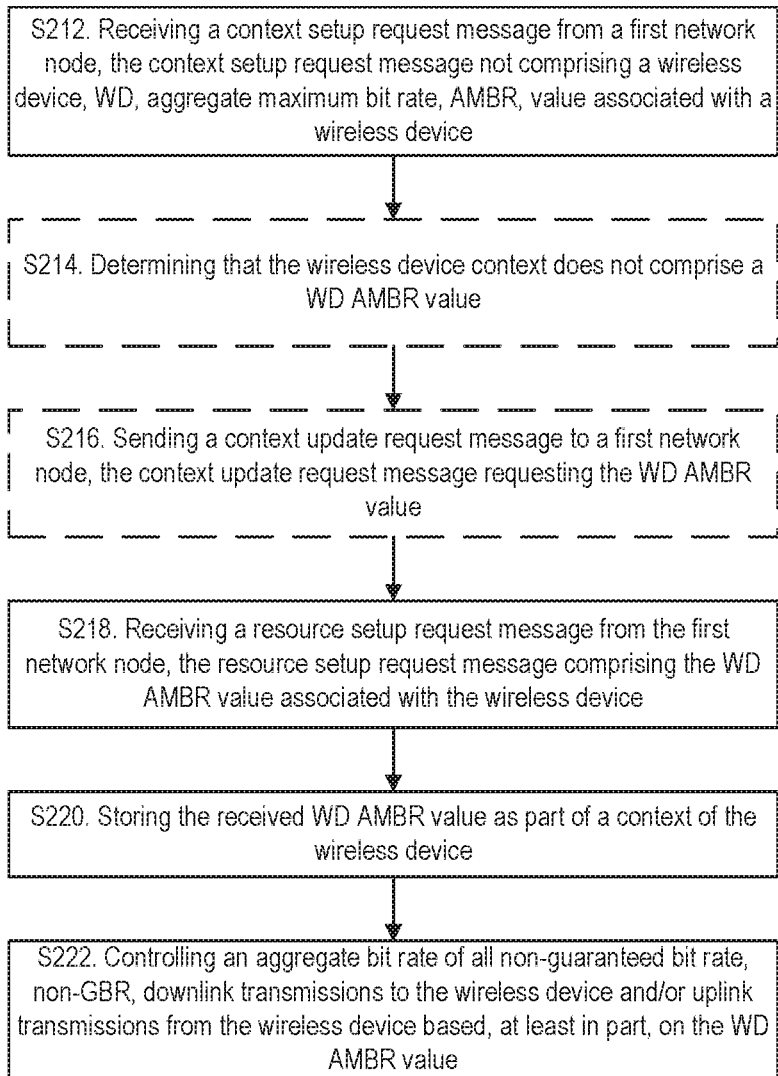 S212. Receiving a context setup request message from a first network
node, the context setup request message not comprising a wireless
device, WD, aggregate maximum bit rate, AMBR, value associated with a
wireless device
S214. Determining that the wireless device context does not comprise a
WD AMBR value
S216. Sending a context update request message to a first network
node, the context update request message requesting the WD AMBR
value
S218. Receiving a resource setup request message from the first
network node, the resource setup request message comprising the WD
AMBR value associated with the wireless device
S220. Storing the received WD AMBR value as part of a context of the
wireless device
S222. Controlling an aggregate bit rate of all non-guaranteed bit rate,
non-GBR, downlink transmissions to the wireless device and/or uplink
transmissions from the wireless device based, at least in part, on the WD
AMBR value